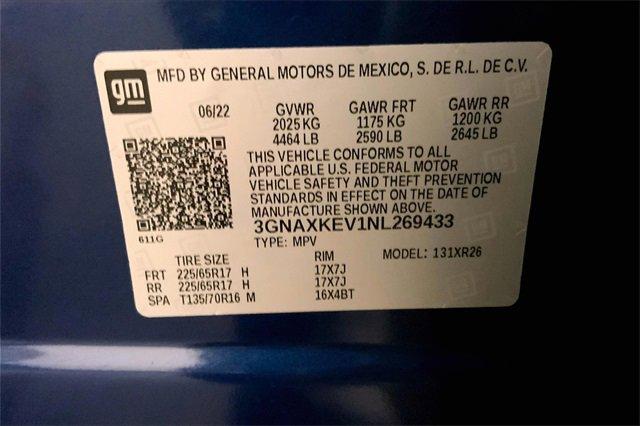 gm
MFD BY GENERAL MOTORS DE MEXICO, S. DE R.L. DE C.V.
06/22 GVWR GAWR FRT GAWR RR
2025 KG 1175 KG 1200 KG
4464 LB 2590 LB 2645 LB
THIS VEHICLE CONFORMS TO ALL
APPLICABLE U.S. FEDERAL MOTOR
VEHICLE SAFETY AND THEFT PREVENTION
STANDARDS IN EFFECT ON THE DATE OF
MANUFACTURE SHOWN ABOVE.
3GNAXKEV1NL269433
611G
TYPE: MPV
TIRE SIZE RIM MODEL: 131XR26
FRT 225/65R17 H 17X7J
RR 225/65R17 H 17X7J
SPA T135/70R16 M 16X4BT